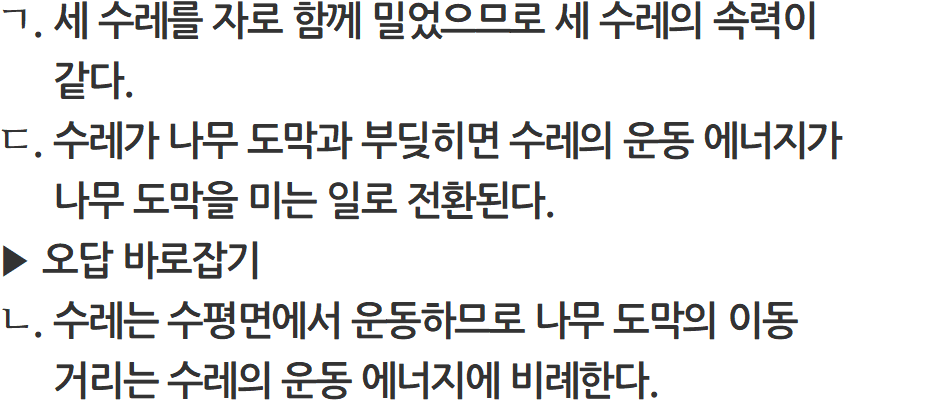 ㄱ. 세 수레를 자로 함께 밀었으므로 세 수레의 속력이
같다.
ㄷ. 수레가 나무 도막과 부딪히면 수레의 운동 에너지가
나무 도막을 미는 일로 전환된다.
▶ 오답 바로잡기
ㄴ. 수레는 수평면에서 운동하므로 나무 도막의 이동
거리는 수레의 운동 에너지에 비례한다.